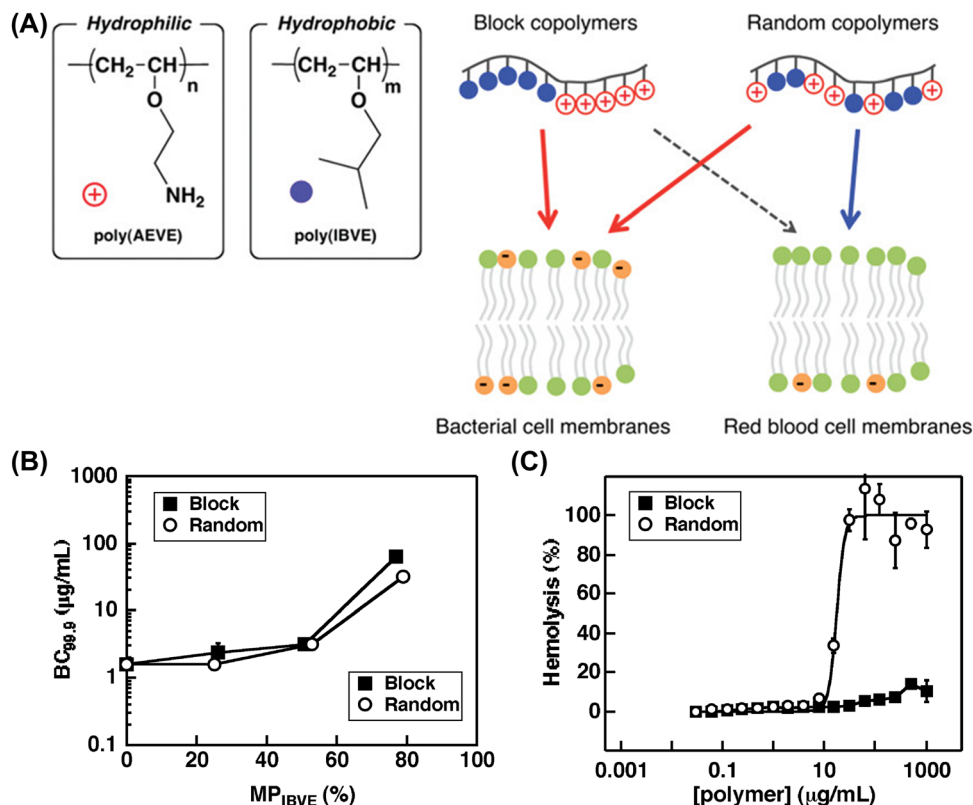 (A)
Hydrophilic
(CH2-CH)n
O
NH2
+
poly(AEVE)
Hydrophobic
(CH2-CH)m
O
poly(IBVE)
Block copolymers
Random copolymers
+ + + + +
+ + + + +
- - -
- - -
Bacterial cell membranes
- -
Red blood cell membranes
(B)
BC99.9 (μg/mL)
1000
100
10
1
0.1
Block
Random
Block
Random
0 20 40 60 80 100
MPIBVE (%)
(C)
Hemolysis (%)
100
80
60
40
20
0
Block
Random
0.001 0.1 10 1000
[polymer] (μg/mL)